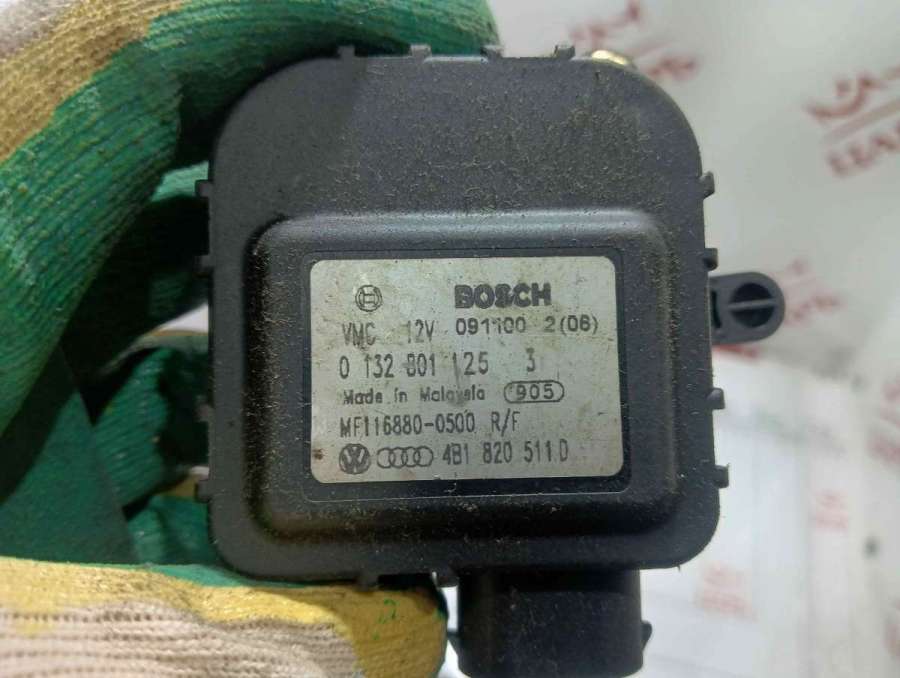 BOSCH
VMC 12V 091100 2(06)
0 132 801 125 3
Made in Malaysia 905
MF116880-0500 R/F
VW 4B1 820 511 D